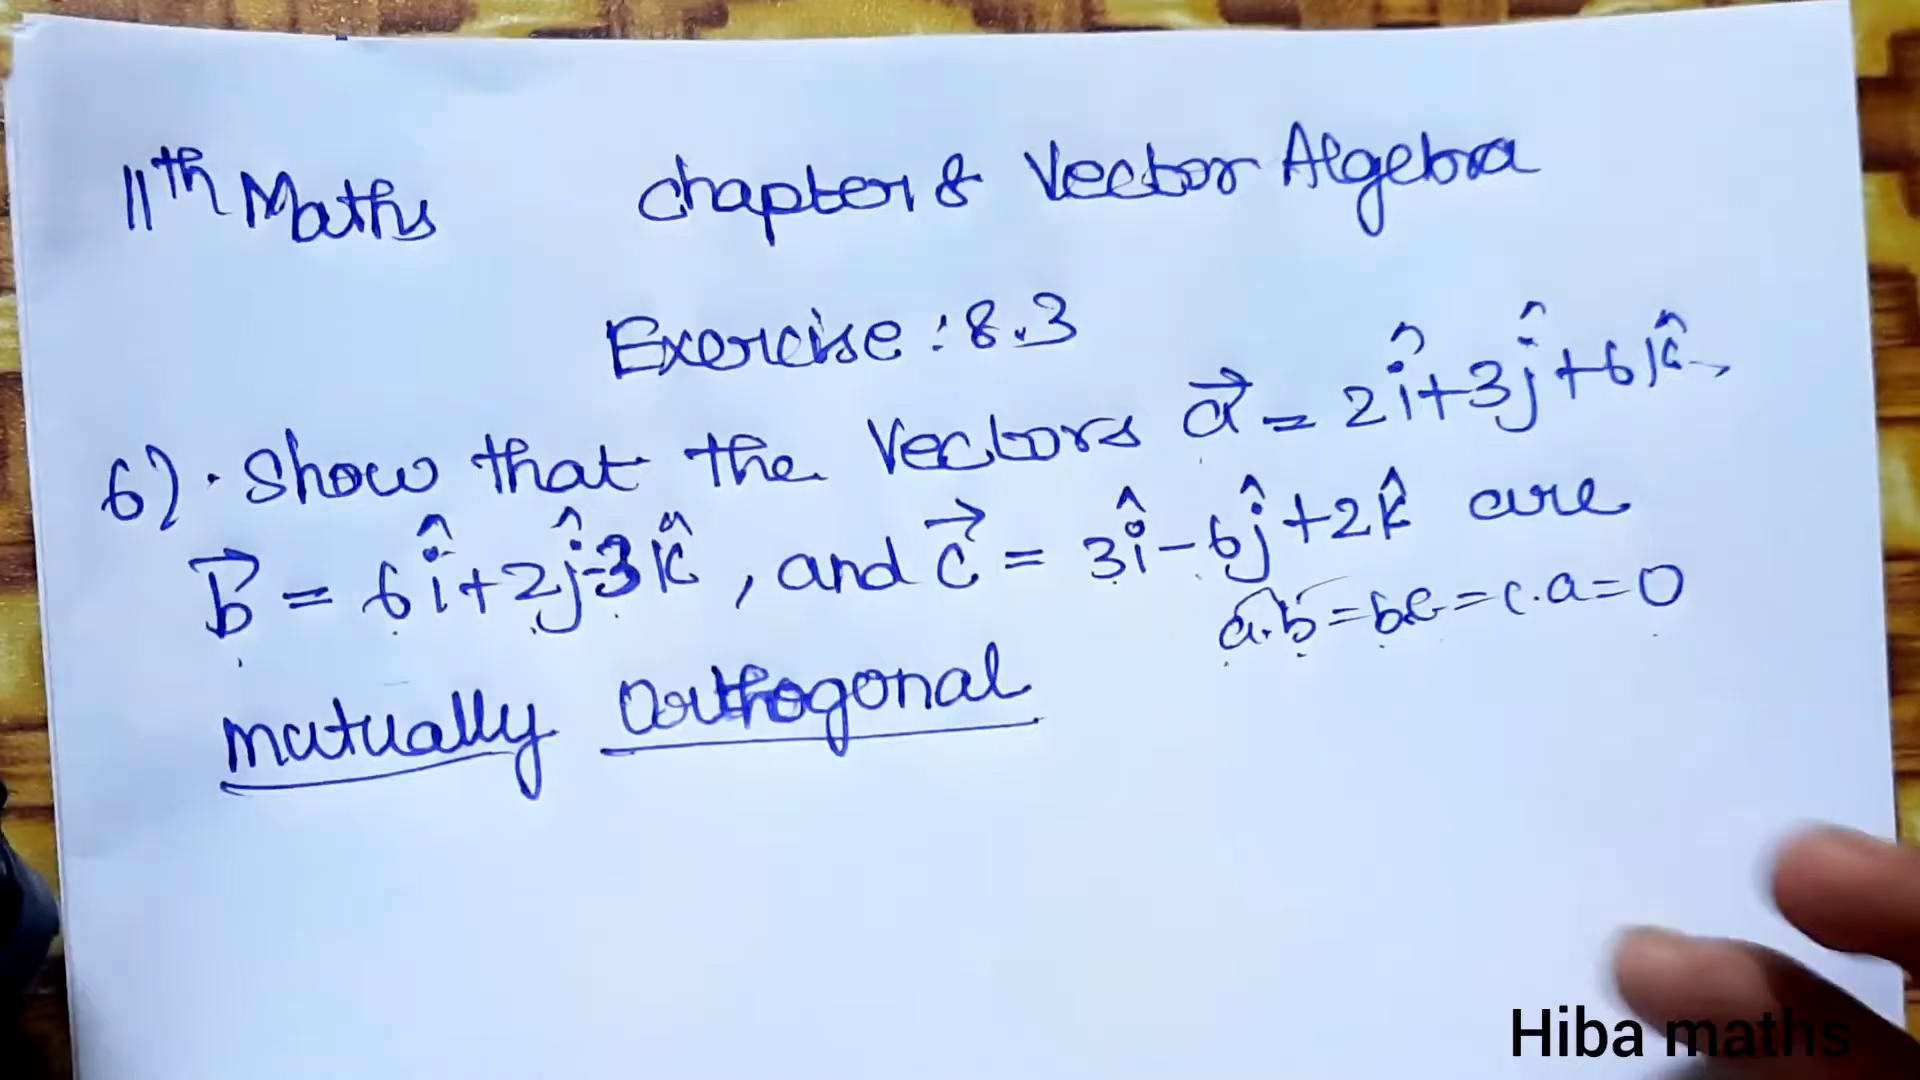 11th Maths chapter 8 Vector Algebra
Exercise : 8.3
6). Show that the Vectors a⃗ = 2î+3ĵ+6k̂,
b⃗ = 6î+2ĵ-3k̂, and c⃗ = 3î-6ĵ+2k̂ are
a.b=b.c=c.a=0
mutually orthogonal
Hiba maths